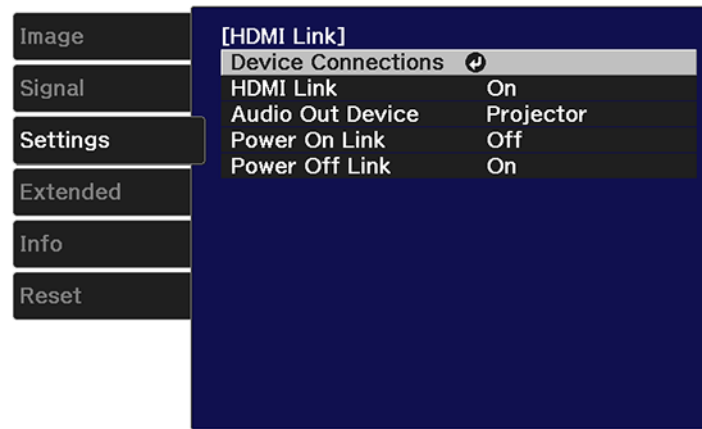 Image
Signal
Settings
Extended
Info
Reset
[HDMI Link]
Device Connections
HDMI Link On
Audio Out Device Projector
Power On Link Off
Power Off Link On